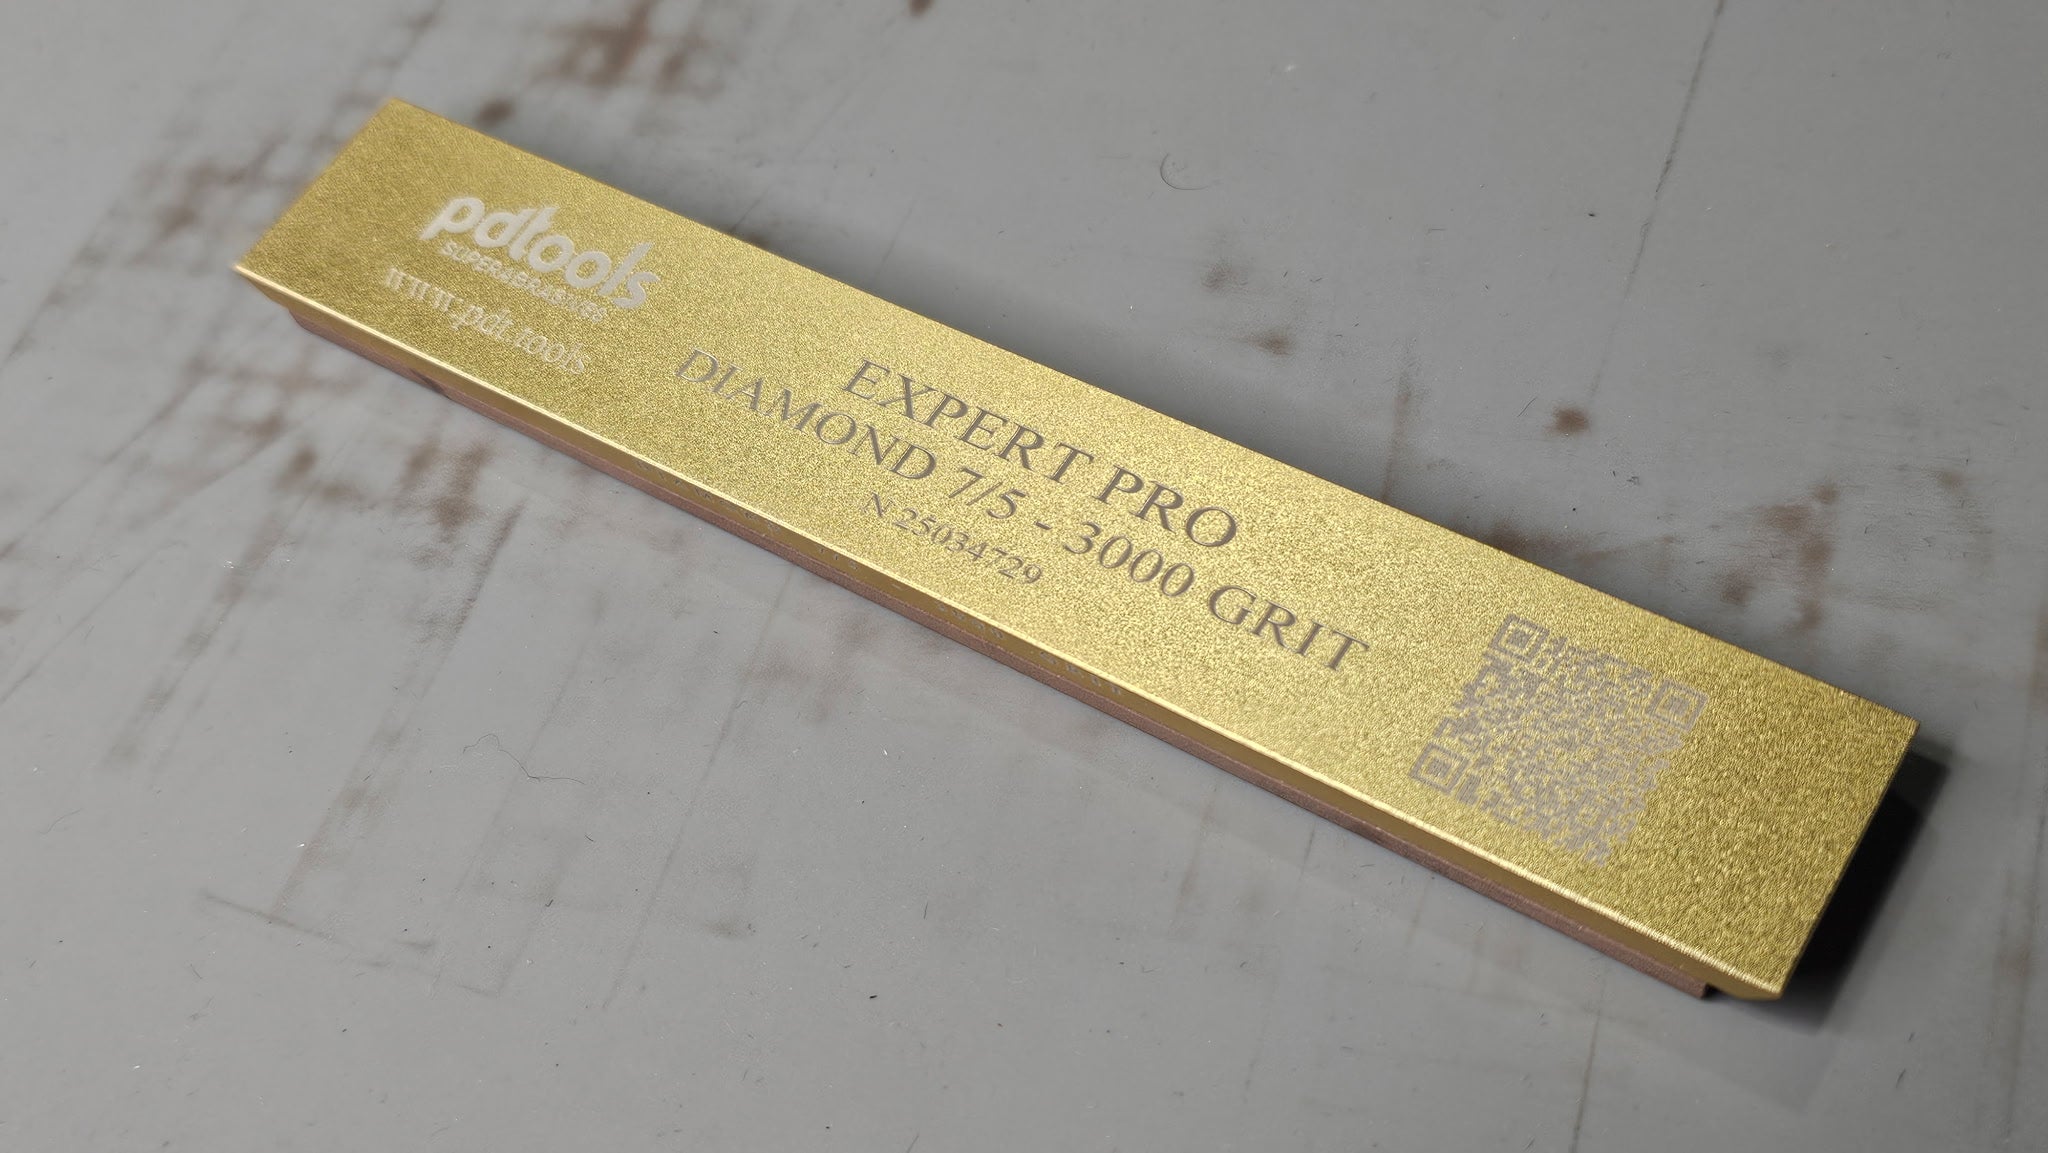 pdtools
SUPERABRASIVES
www.pdt.tools
EXPERT PRO
DIAMOND 7/5 - 3000 GRIT
N 25034729